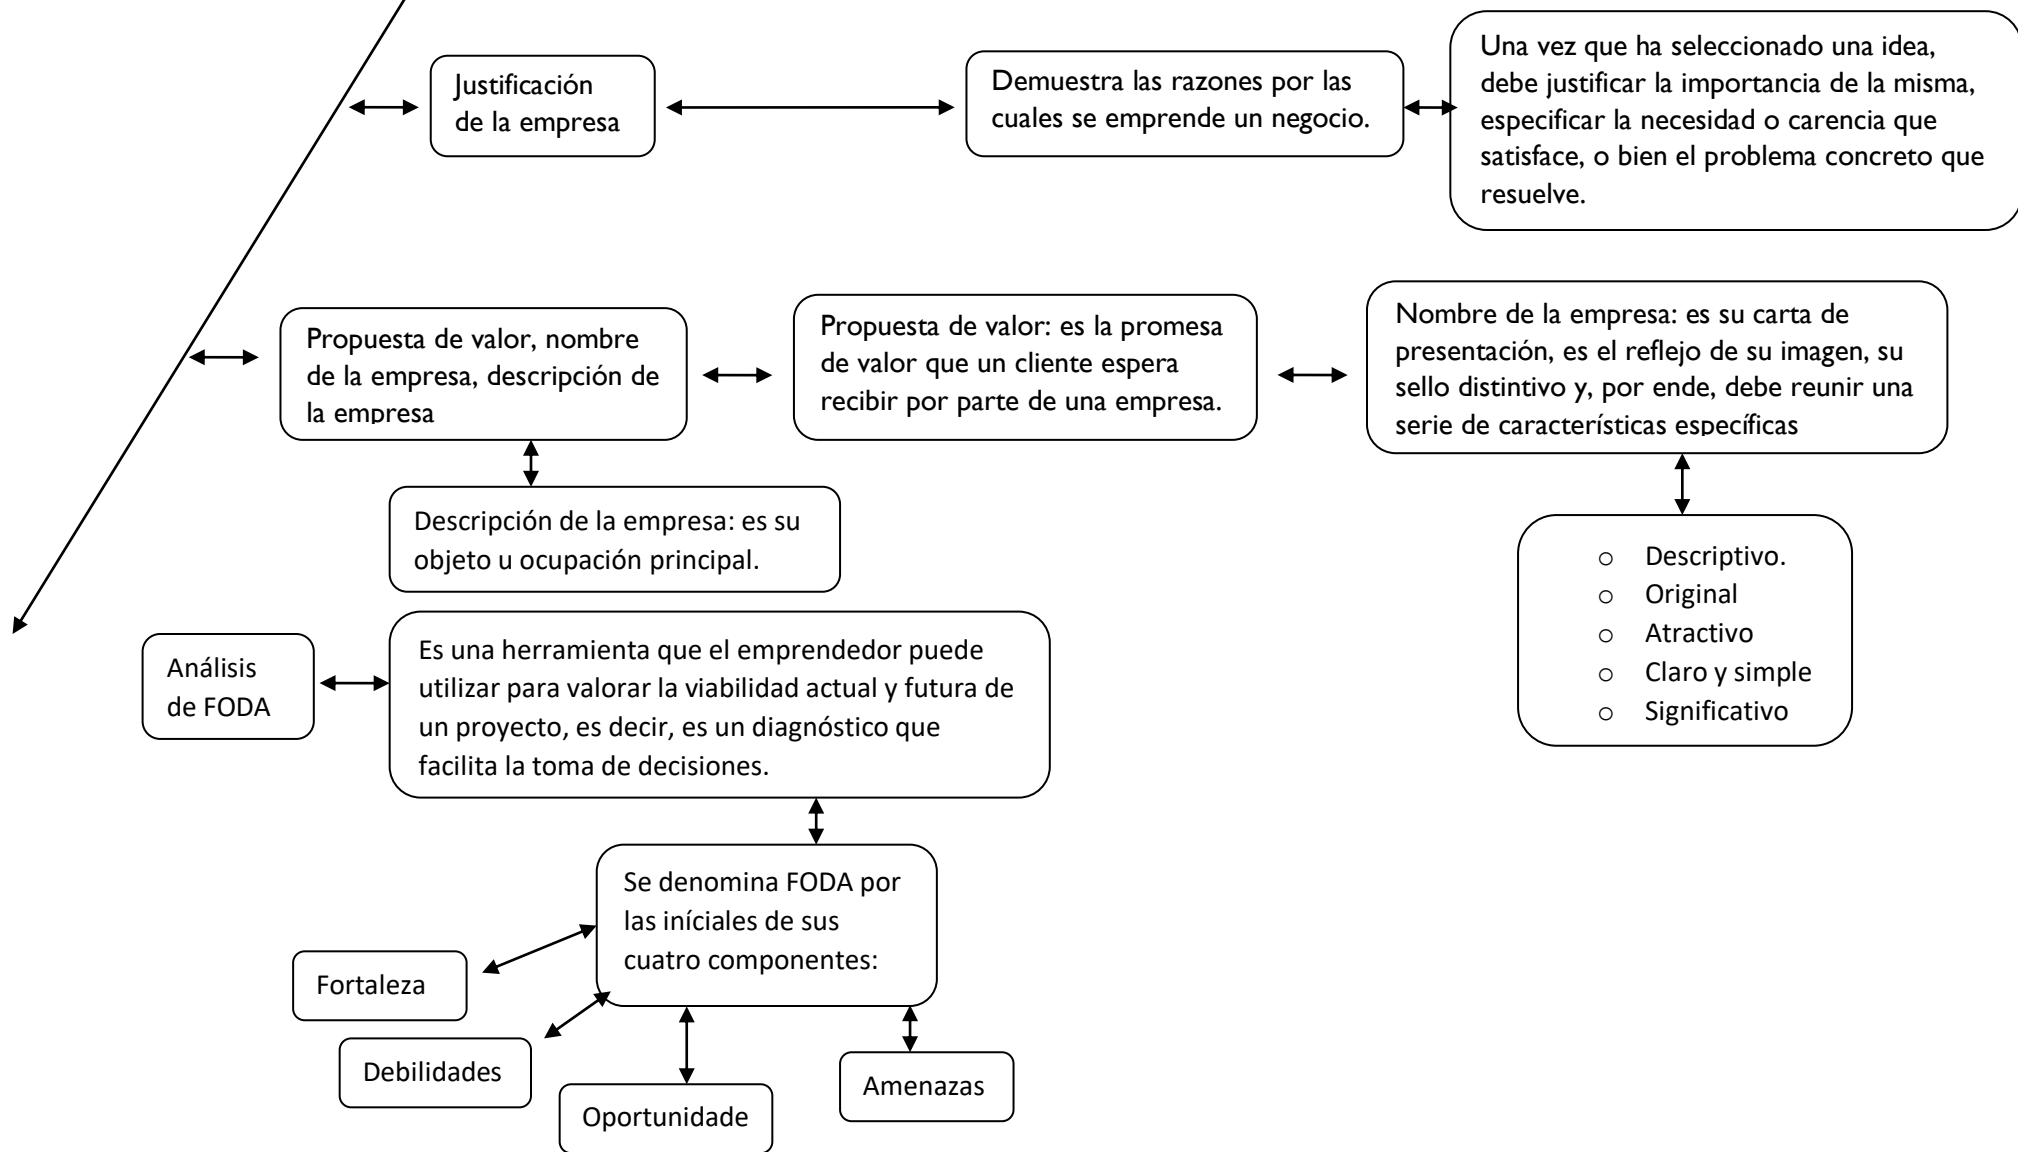 Justificación
de la empresa
Demuestra las razones por las
cuales se emprende un negocio.
Una vez que ha seleccionado una idea,
debe justificar la importancia de la misma,
especificar la necesidad o carencia que
satisface, o bien el problema concreto que
resuelve.
Propuesta de valor, nombre
de la empresa, descripción de
la empresa
Propuesta de valor: es la promesa
de valor que un cliente espera
recibir por parte de una empresa.
Nombre de la empresa: es su carta de
presentación, es el reflejo de su imagen, su
sello distintivo y, por ende, debe reunir una
serie de características específicas
Descripción de la empresa: es su
objeto u ocupación principal.
o Descriptivo.
o Original
o Atractivo
o Claro y simple
o Significativo
Análisis
de FODA
Es una herramienta que el emprendedor puede
utilizar para valorar la viabilidad actual y futura de
un proyecto, es decir, es un diagnóstico que
facilita la toma de decisiones.
Se denomina FODA por
las iníciales de sus
cuatro componentes:
Fortaleza
Debilidades
Oportunidade
Amenazas